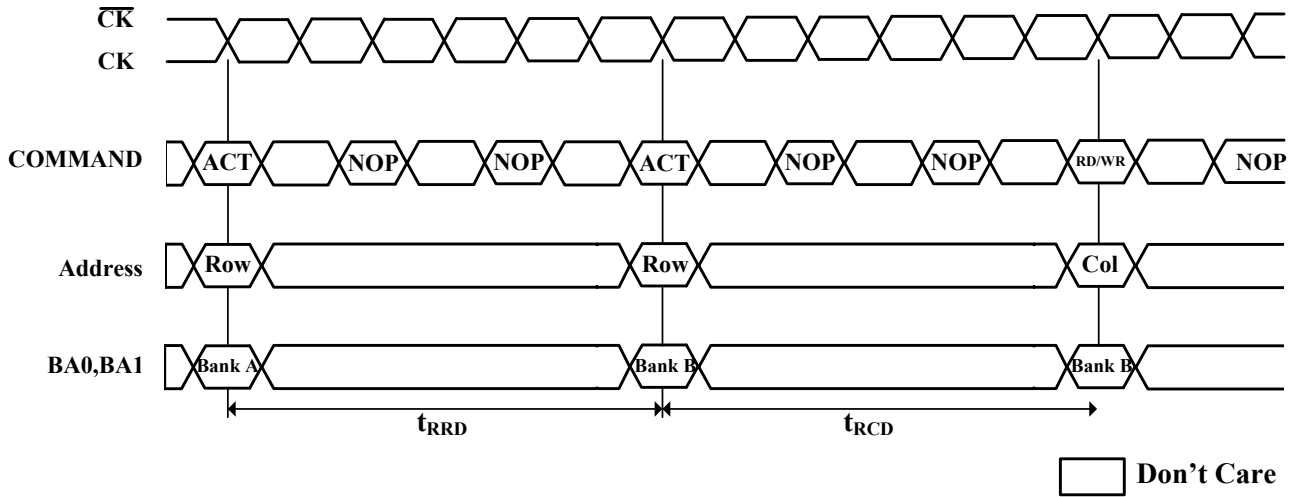 CK
CK
COMMAND ACT NOP NOP ACT NOP NOP RD/WR NOP
Address Row Row Col
BA0,BA1 Bank A Bank B Bank B
tRRD tRCD
Don't Care